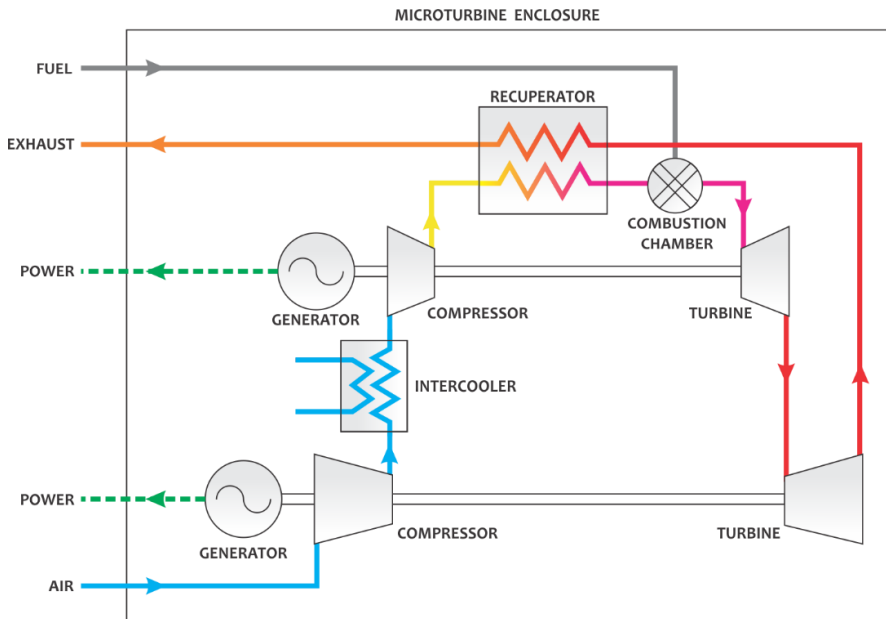 MICROTURBINE ENCLOSURE
FUEL
RECUPERATOR
EXHAUST
COMBUSTION
CHAMBER
POWER
GENERATOR
COMPRESSOR
TURBINE
INTERCOOLER
POWER
GENERATOR
COMPRESSOR
TURBINE
AIR